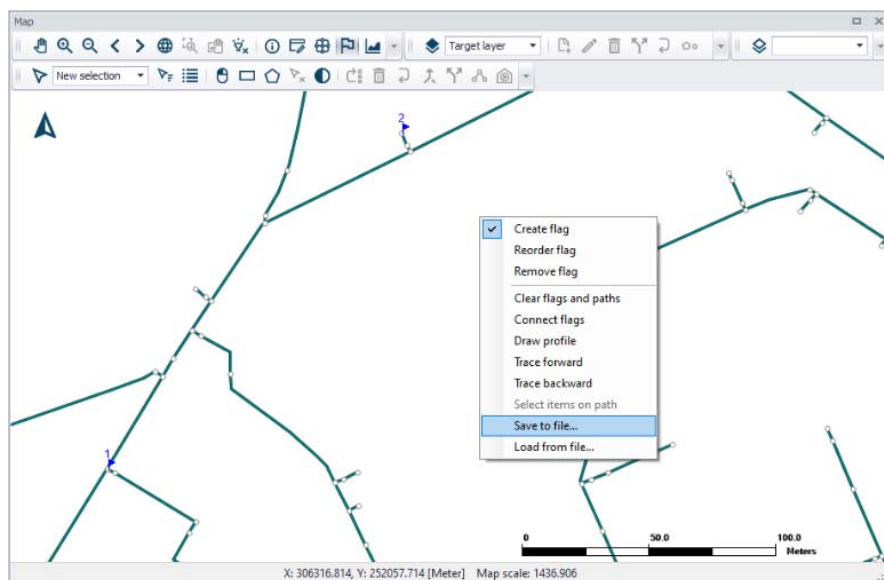 Map
Target layer
New selection
2
Create flag
Reorder flag
Remove flag
Clear flags and paths
Connect flags
Draw profile
Trace forward
Trace backward
Select items on path
Save to file...
Load from file...
1
0 50.0 100.0
Meters
X: 306316.814, Y: 252057.714 [Meter] Map scale: 1436.906